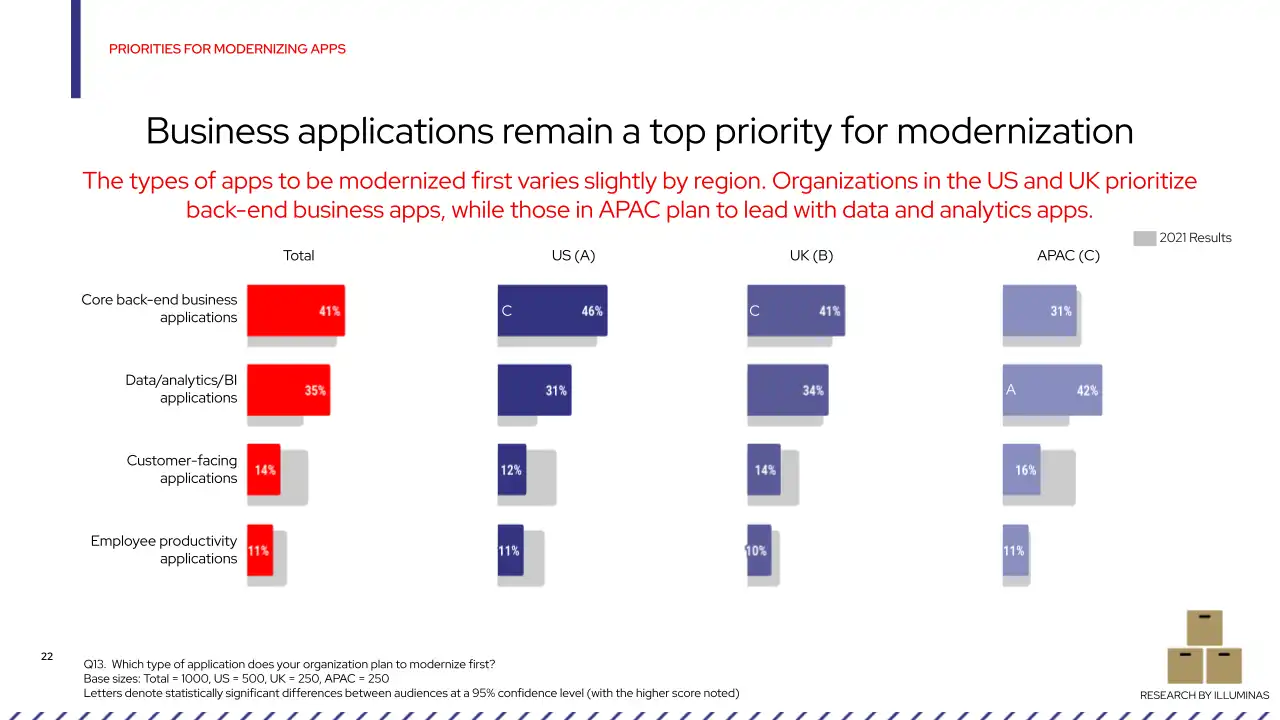 PRIORITIES FOR MODERNIZING APPS
Business applications remain a top priority for modernization
The types of apps to be modernized first varies slightly by region. Organizations in the US and UK prioritize
back-end business apps, while those in APAC plan to lead with data and analytics apps.
2021 Results
Total US (A) UK (B) APAC (C)
Core back-end business
applications
41% C 46% C 41% 31%
Data/analytics/BI
applications
35% 31% 34% A 42%
Customer-facing
applications
14% 12% 14% 16%
Employee productivity
applications
11% 11% 10% 11%
22
Q13. Which type of application does your organization plan to modernize first?
Base sizes: Total = 1000, US = 500, UK = 250, APAC = 250
Letters denote statistically significant differences between audiences at a 95% confidence level (with the higher score noted)
RESEARCH BY ILLUMINAS